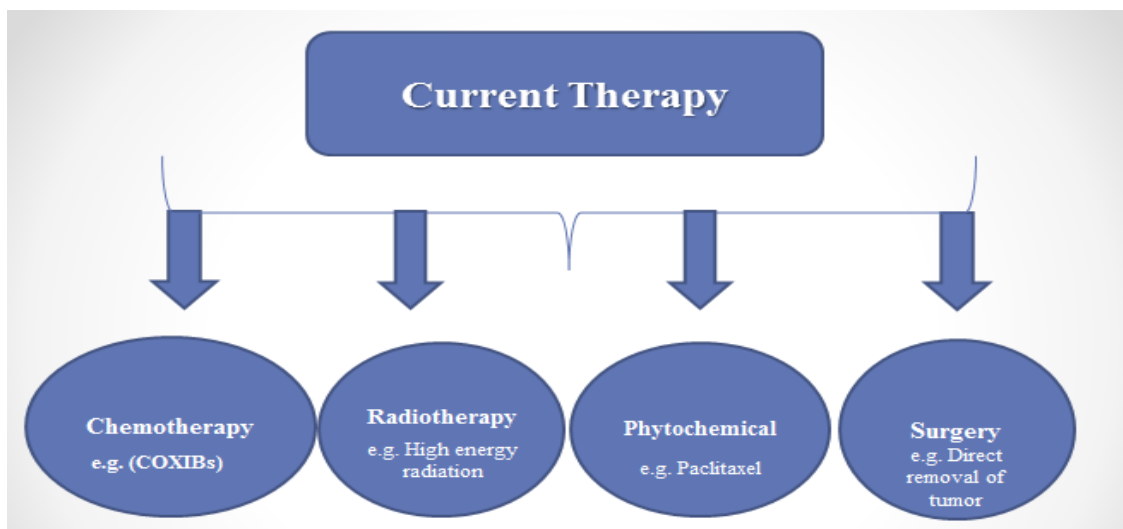 Current Therapy
Chemotherapy
e.g. (COXIBs)
Radiotherapy
e.g. High energy
radiation
Phytochemical
e.g. Paclitaxel
Surgery
e.g. Direct
removal of
tumor